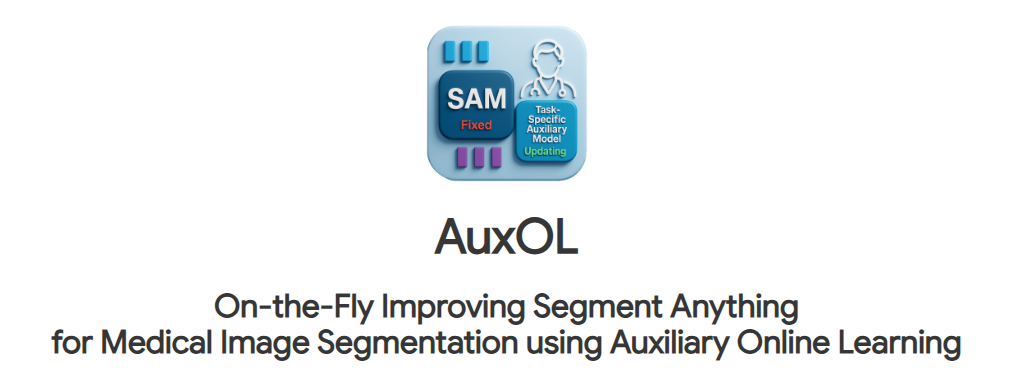 SAM
Fixed
Task-
Specific
Auxiliary
Model
Updating
AuxOL
On-the-Fly Improving Segment Anything
for Medical Image Segmentation using Auxiliary Online Learning